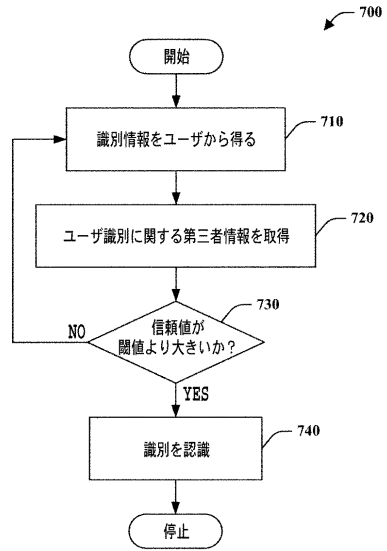 700
開始
識別情報をユーザから得る
710
ユーザ識別に関する第三者情報を取得
720
730
信頼値が
閾値より大きいか？
NO
YES
識別を認識
740
停止